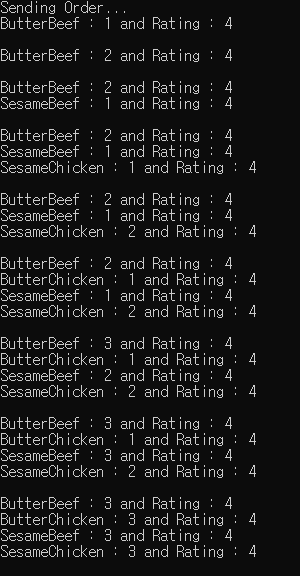 Sending Order...
ButterBeef : 1 and Rating : 4
ButterBeef : 2 and Rating : 4
ButterBeef : 2 and Rating : 4
SesameBeef : 1 and Rating : 4
ButterBeef : 2 and Rating : 4
SesameBeef : 1 and Rating : 4
SesameChicken : 1 and Rating : 4
ButterBeef : 2 and Rating : 4
SesameBeef : 1 and Rating : 4
SesameChicken : 2 and Rating : 4
ButterBeef : 2 and Rating : 4
ButterChicken : 1 and Rating : 4
SesameBeef : 1 and Rating : 4
SesameChicken : 2 and Rating : 4
ButterBeef : 3 and Rating : 4
ButterChicken : 1 and Rating : 4
SesameBeef : 2 and Rating : 4
SesameChicken : 2 and Rating : 4
ButterBeef : 3 and Rating : 4
ButterChicken : 1 and Rating : 4
SesameBeef : 3 and Rating : 4
SesameChicken : 2 and Rating : 4
ButterBeef : 3 and Rating : 4
ButterChicken : 3 and Rating : 4
SesameBeef : 3 and Rating : 4
SesameChicken : 3 and Rating : 4